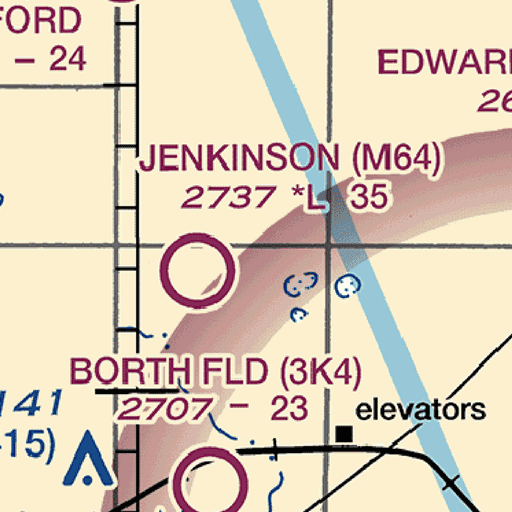 FORD
- 24
EDWAR
26
JENKINSON (M64)
2737 *L 35
BORTH FLD (3K4)
2707 - 23
elevators
141
-15)